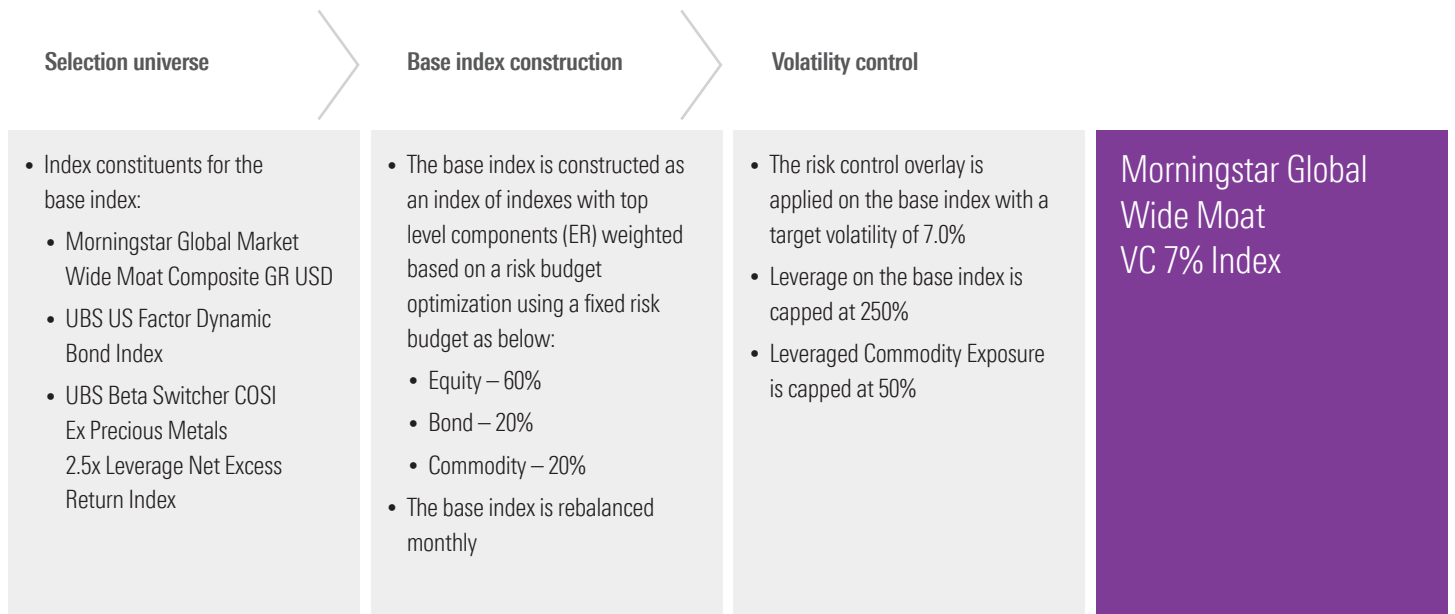 Selection universe
Base index construction
Volatility control
• Index constituents for the
base index:
• Morningstar Global Market
Wide Moat Composite GR USD
• UBS US Factor Dynamic
Bond Index
• UBS Beta Switcher COSI
Ex Precious Metals
2.5x Leverage Net Excess
Return Index
• The base index is constructed as
an index of indexes with top
level components (ER) weighted
based on a risk budget
optimization using a fixed risk
budget as below:
• Equity – 60%
• Bond – 20%
• Commodity – 20%
• The base index is rebalanced
monthly
• The risk control overlay is
applied on the base index with a
target volatility of 7.0%
• Leverage on the base index is
capped at 250%
• Leveraged Commodity Exposure
is capped at 50%
Morningstar Global
Wide Moat
VC 7% Index